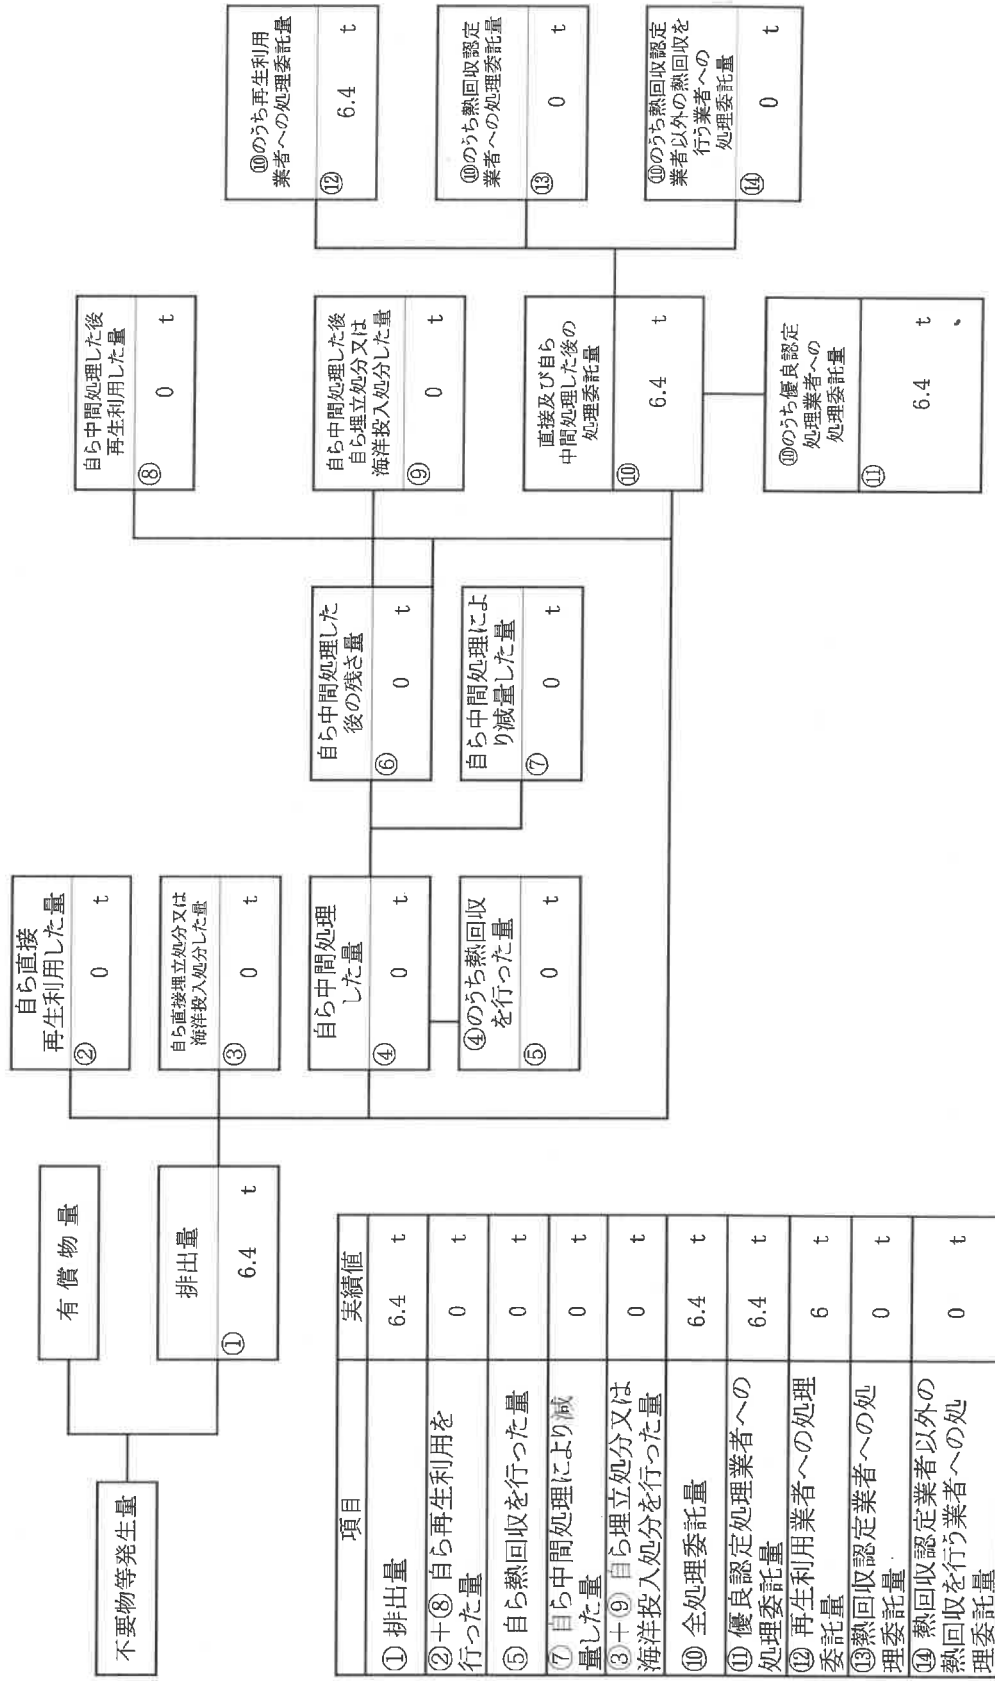 不要物等発生量
有償物量
排出量
① 6.4 t
自ら直接
再生利用した量
② 0 t
自ら直接埋立処分又は
海洋投入処分した量
③ 0 t
自ら中間処理
した量
④ 0 t
④のうち熱回収
を行った量
⑤ 0 t
自ら中間処理した
後の残さ量
⑥ 0 t
自ら中間処理によ
り減量した量
⑦ 0 t
自ら中間処理した後
再生利用した量
⑧ 0 t
自ら中間処理した後
自ら埋立処分又は
海洋投入処分した量
⑨ 0 t
直接及び自ら
中間処理した後の
処理委託量
⑩ 6.4 t
⑩のうち優良認定
処理業者への
処理委託量
⑪ 6.4 t
⑩のうち再生利用
業者への処理委託量
⑫ 6.4 t
⑩のうち熱回収認定
業者への処理委託量
⑬ 0 t
⑩のうち熱回収認定
業者以外の熱回収を
行う業者への
処理委託量
⑭ 0 t
項目 実績値
① 排出量 6.4 t
②+⑧ 自ら再生利用を
行った量 0 t
⑤ 自ら熱回収を行った量 0 t
⑦ 自ら中間処理により減
量した量 0 t
③+⑨ 自ら埋立処分又は
海洋投入処分を行った量 0 t
⑩ 全処理委託量 6.4 t
⑪ 優良認定処理業者への
処理委託量 6.4 t
⑫ 再生利用業者への処理
委託量 6 t
⑬熱回収認定業者への処
理委託量 0 t
⑭ 熱回収認定業者以外の
熱回収を行う業者への処
理委託量 0 t